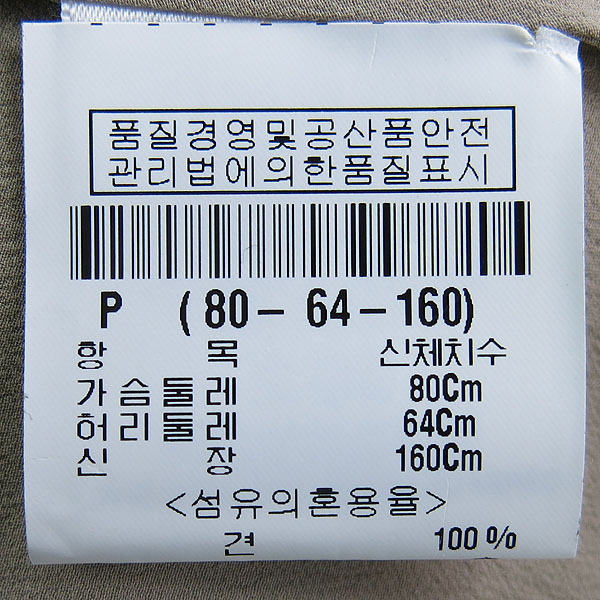 품질경영및공산품안전
관리법에의한품질표시
P (80- 64-160)
항 목 신체치수
가슴둘레 80Cm
허리둘레 64Cm
신 장 160Cm
<섬유의혼용율>
견 100%